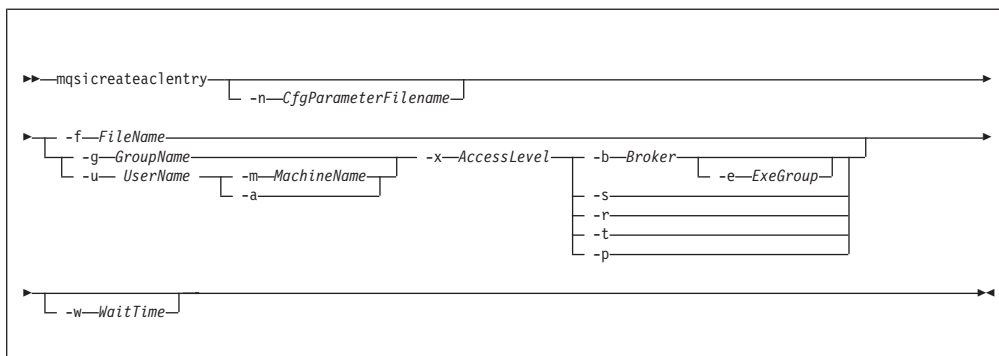 mqsicreateaclentry
-n CfgParameterFilename
-f FileName
-g GroupName -x AccessLevel -b Broker
-u UserName -m MachineName -e ExeGroup
-a -s
-r
-t
-p
-w WaitTime